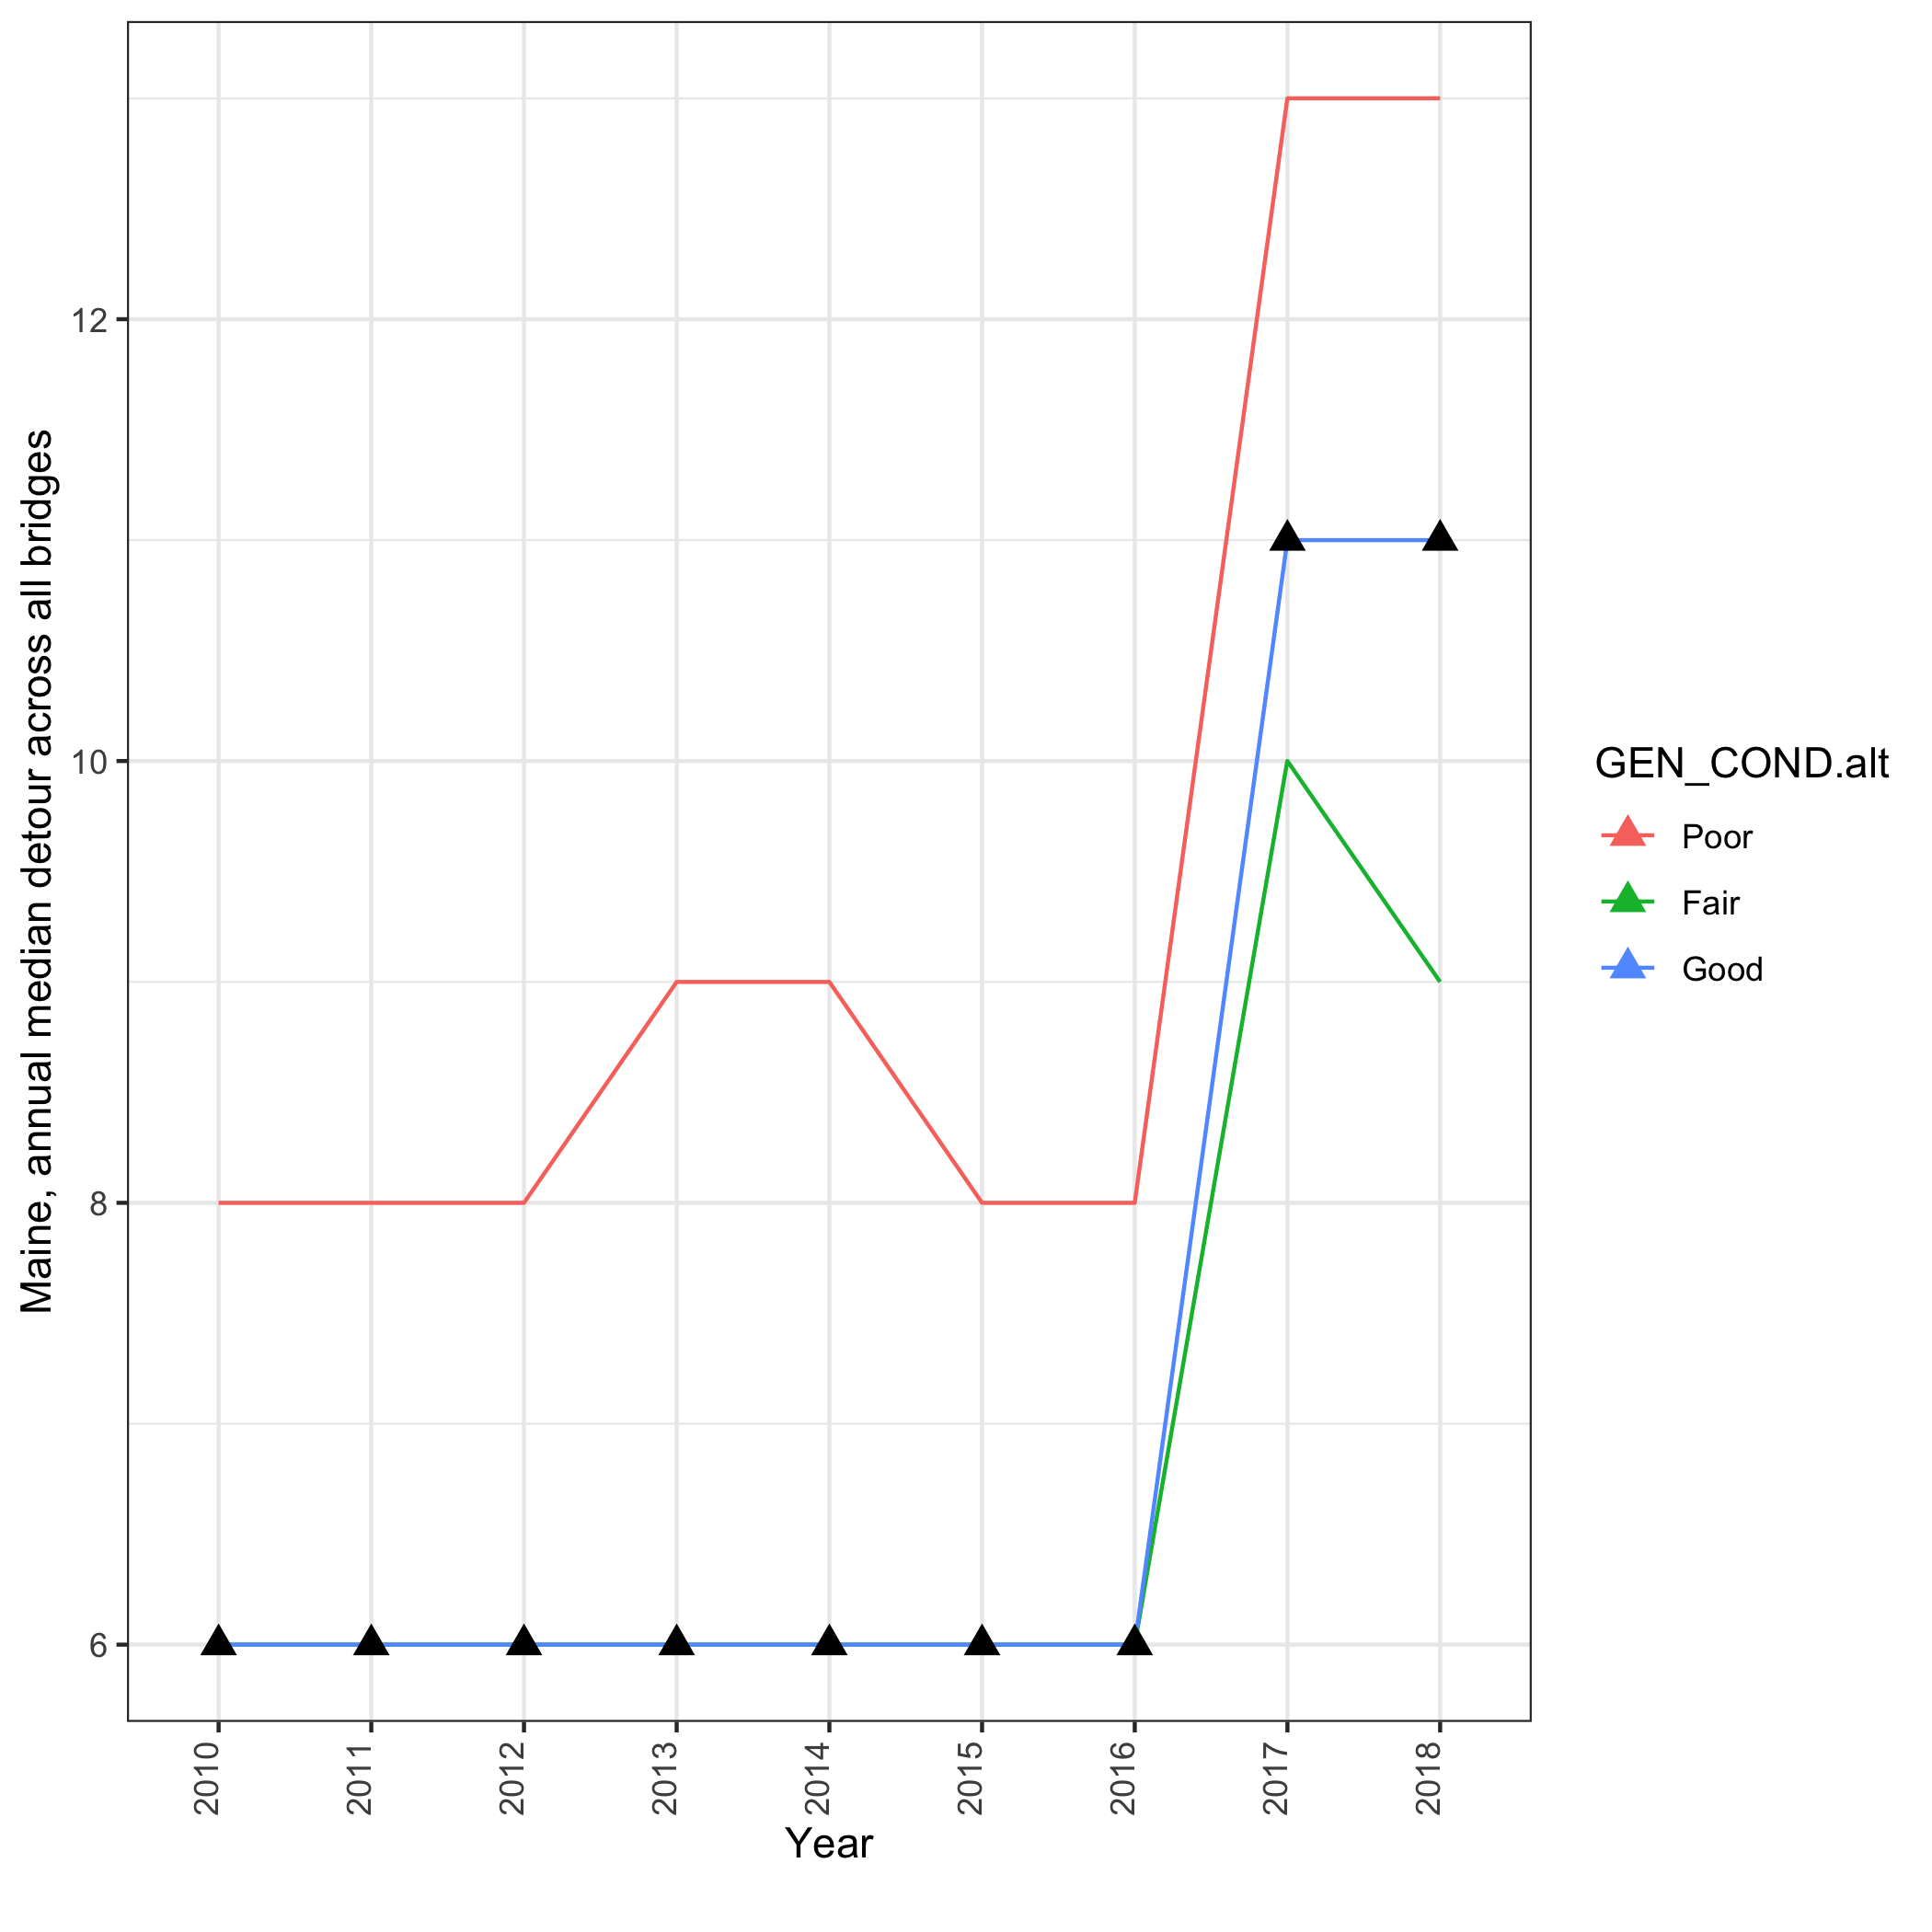 Maine, annual median detour across all bridges
12
10
8
6
2010
2011
2012
2013
2014
2015
2016
2017
2018
Year
GEN_COND.alt
Poor
Fair
Good